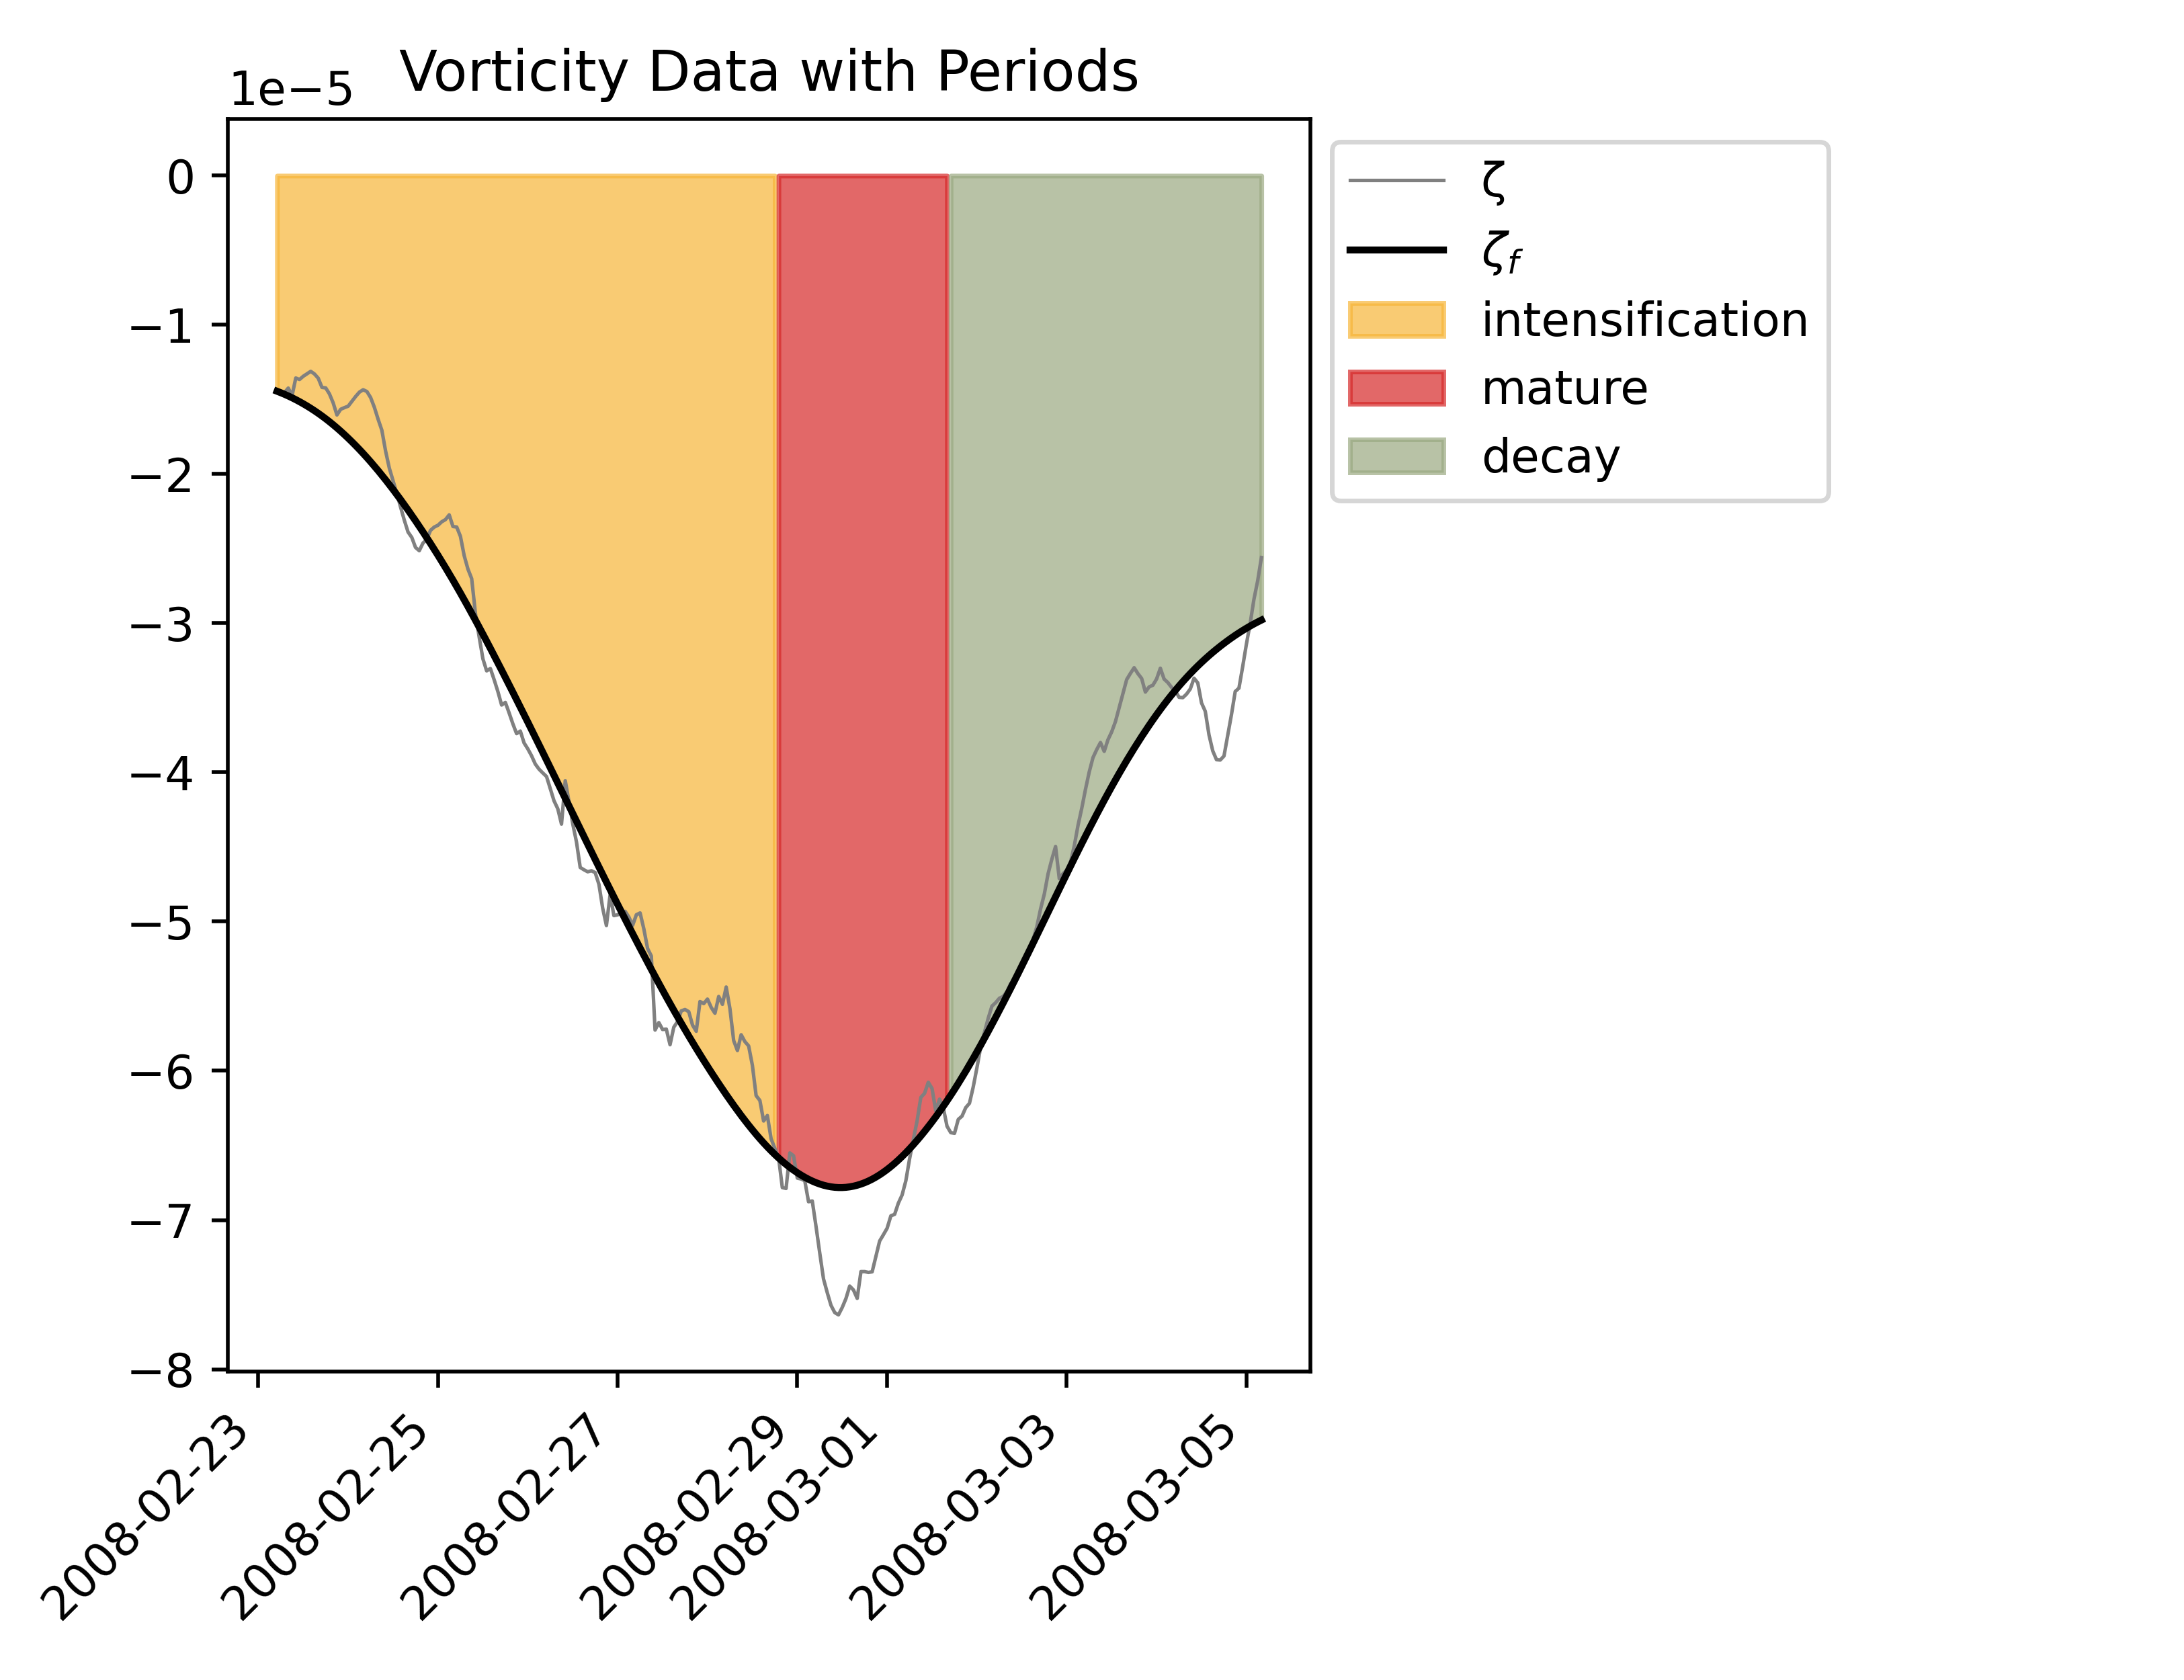 Vorticity Data with Periods
1e−5
0
−1
−2
−3
−4
−5
−6
−7
−8
2008-02-23
2008-02-25
2008-02-27
2008-02-29
2008-03-01
2008-03-03
2008-03-05
ζ
ζf
intensification
mature
decay